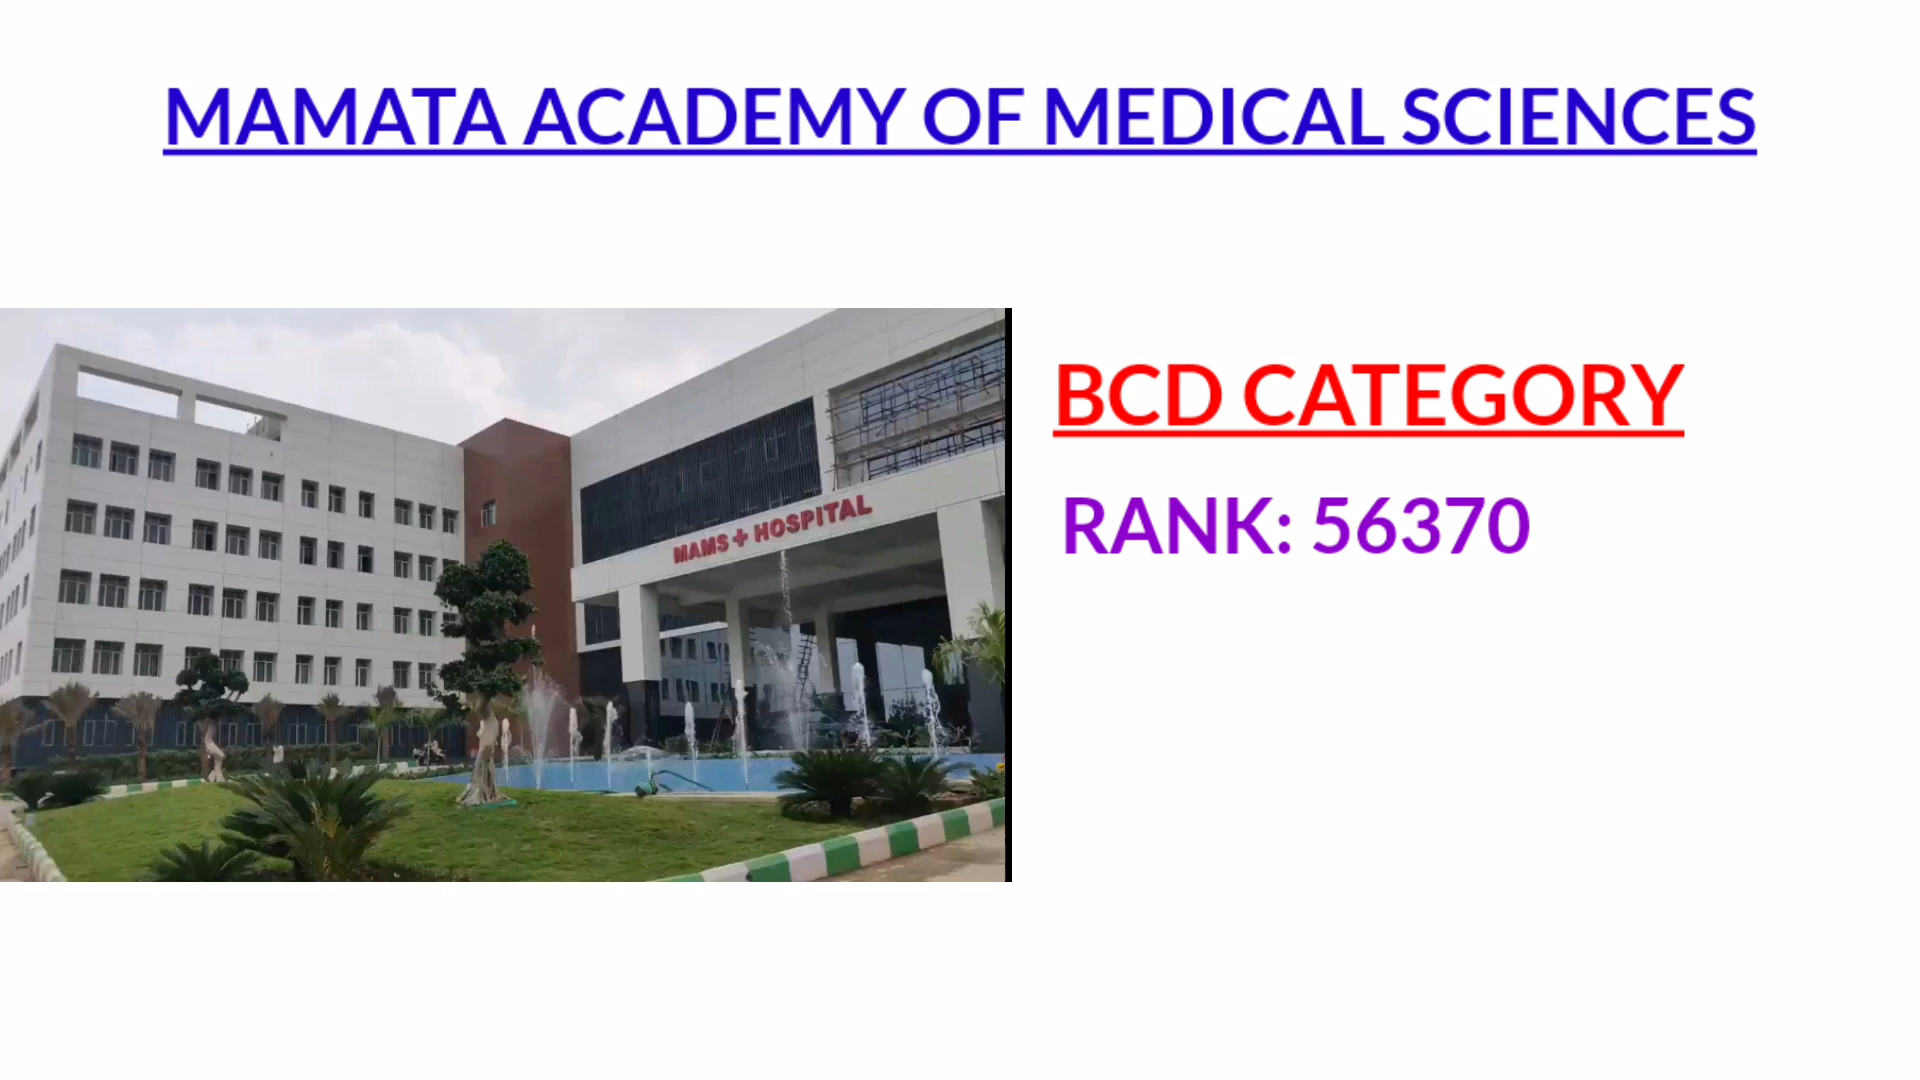 MAMATA ACADEMY OF MEDICAL SCIENCES
MAMS + HOSPITAL
BCD CATEGORY
RANK: 56370